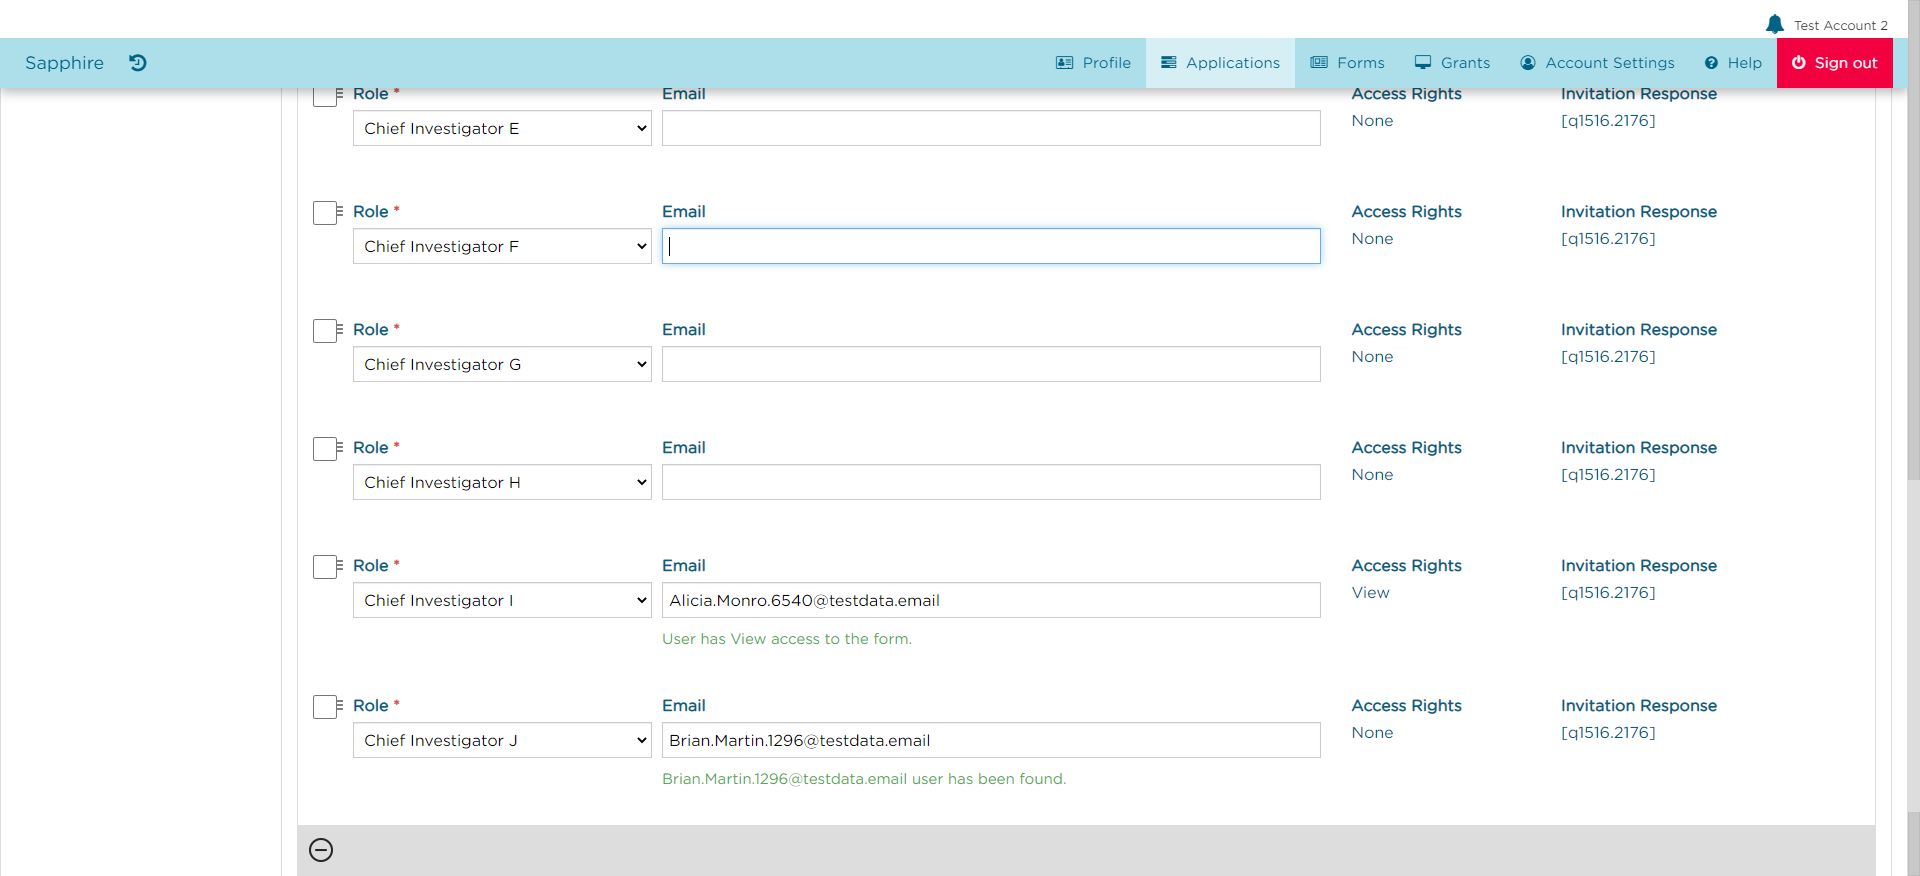 Test Account 2
Sapphire Profile Applications Forms Grants Account Settings Help Sign out
Role * Email Access Rights Invitation Response
Chief Investigator E None [q1516.2176]
Role * Email Access Rights Invitation Response
Chief Investigator F None [q1516.2176]
Role * Email Access Rights Invitation Response
Chief Investigator G None [q1516.2176]
Role * Email Access Rights Invitation Response
Chief Investigator H None [q1516.2176]
Role * Email Access Rights Invitation Response
Chief Investigator I Alicia.Monro.6540@testdata.email View [q1516.2176]
User has View access to the form.
Role * Email Access Rights Invitation Response
Chief Investigator J Brian.Martin.1296@testdata.email None [q1516.2176]
Brian.Martin.1296@testdata.email user has been found.